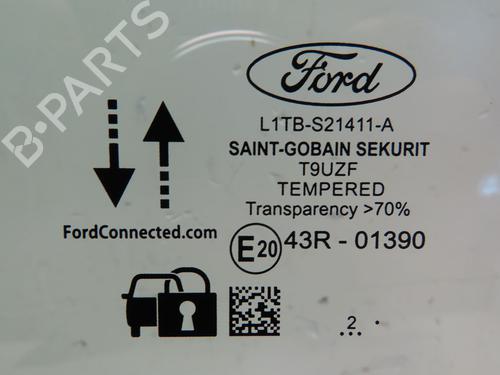 B-PARTS
Ford
L1TB-S21411-A
SAINT-GOBAIN SEKURIT
T9UZF
TEMPERED
Transparency >70%
FordConnected.com
E20 43R - 01390
.2.
...